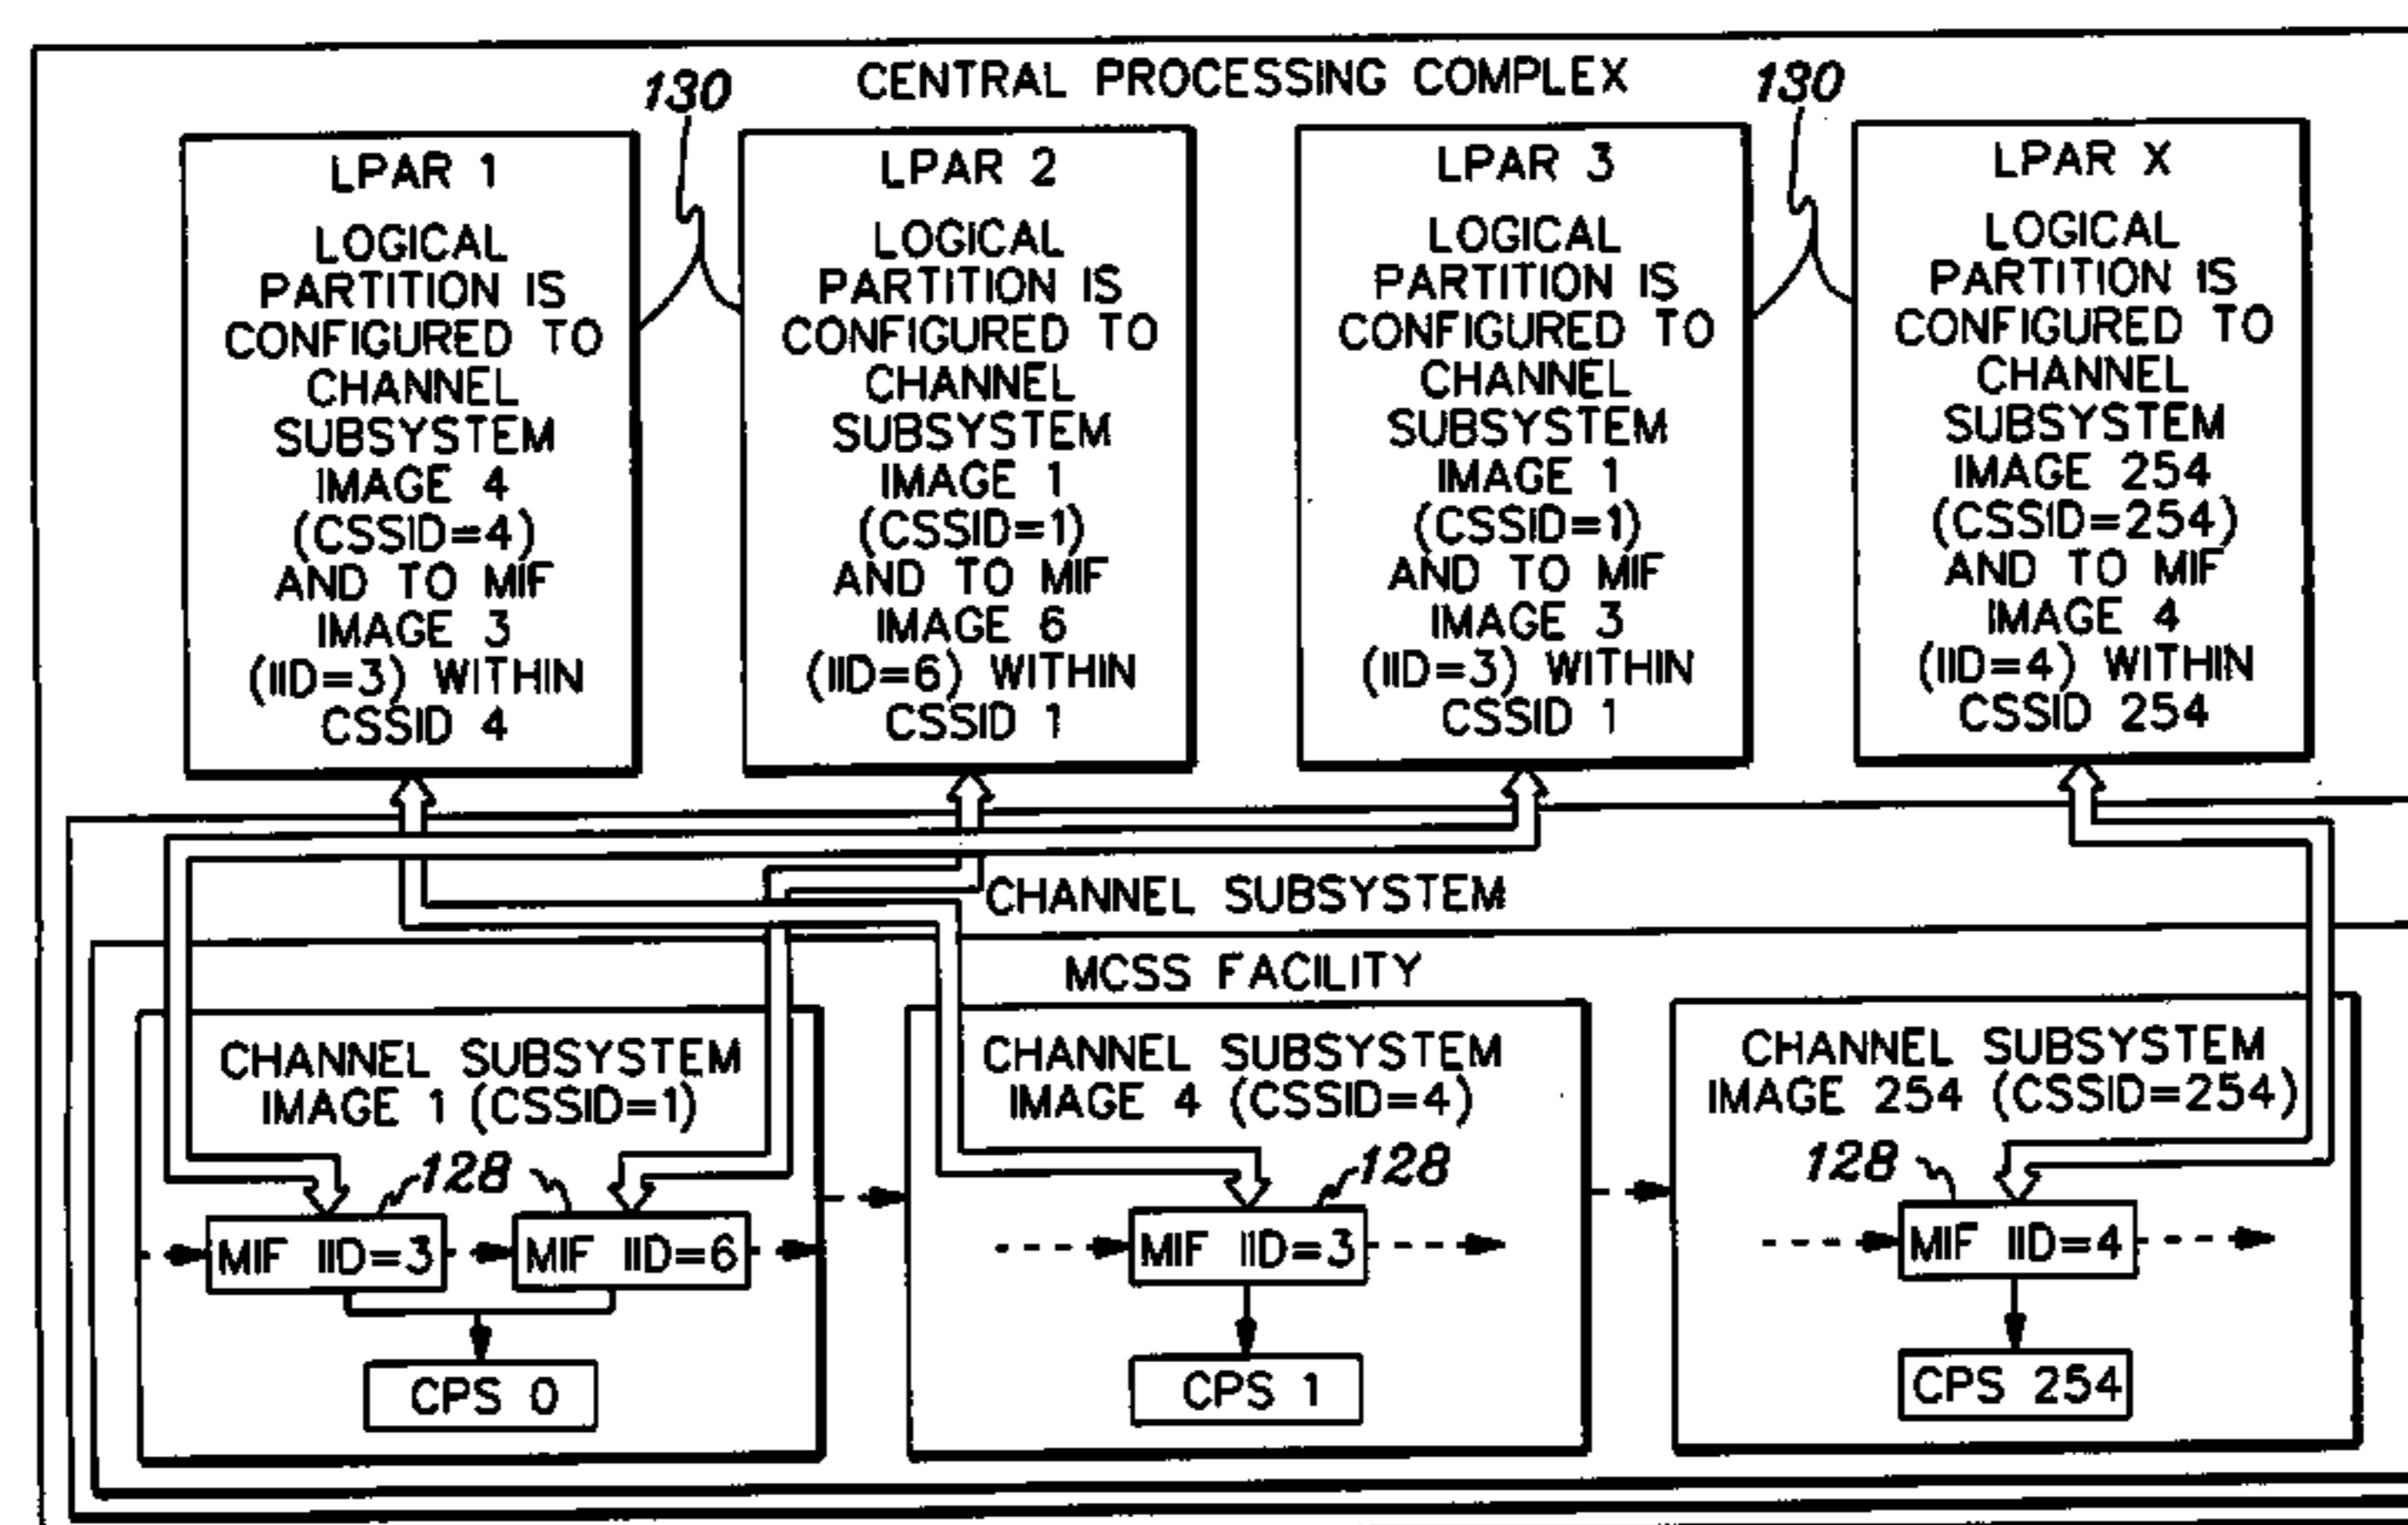 CENTRAL PROCESSING COMPLEX
130
130
LPAR 1
LOGICAL
PARTITION IS
CONFIGURED TO
CHANNEL
SUBSYSTEM
IMAGE 4
(CSSID=4)
AND TO MIF
IMAGE 3
(IID=3) WITHIN
CSSID 4
LPAR 2
LOGICAL
PARTITION IS
CONFIGURED TO
CHANNEL
SUBSYSTEM
IMAGE 1
(CSSID=1)
AND TO MIF
IMAGE 6
(IID=6) WITHIN
CSSID 1
LPAR 3
LOGICAL
PARTITION IS
CONFIGURED TO
CHANNEL
SUBSYSTEM
IMAGE 1
(CSSID=1)
AND TO MIF
IMAGE 3
(IID=3) WITHIN
CSSID 1
LPAR X
LOGICAL
PARTITION IS
CONFIGURED TO
CHANNEL
SUBSYSTEM
IMAGE 254
(CSSID=254)
AND TO MIF
IMAGE 4
(IID=4) WITHIN
CSSID 254
CHANNEL SUBSYSTEM
MCSS FACILITY
CHANNEL SUBSYSTEM
IMAGE 1 (CSSID=1)
128
MIF IID=3
MIF IID=6
CPS 0
CHANNEL SUBSYSTEM
IMAGE 4 (CSSID=4)
128
MIF IID=3
CPS 1
CHANNEL SUBSYSTEM
IMAGE 254 (CSSID=254)
128
MIF IID=4
CPS 254